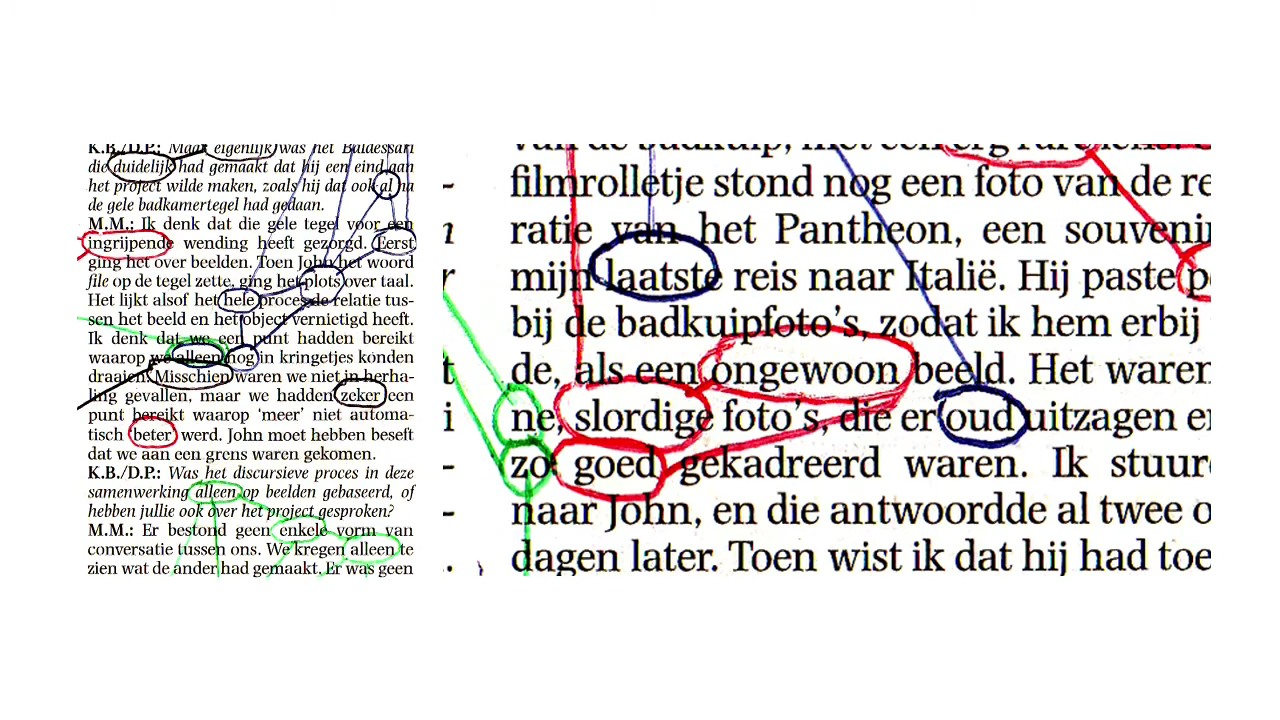 K.B./D.P.: Maar eigenlijk was het Baldessari
die duidelijk had gemaakt dat hij een eind aan
het project wilde maken, zoals hij dat ook al na
de gele badkamertegel had gedaan.
M.M.: Ik denk dat die gele tegel voor een
ingrijpende wending heeft gezorgd. Eerst
ging het over beelden. Toen John het woord
file op de tegel zette, ging het plots over taal.
Het lijkt alsof het hele proces de relatie tus-
sen het beeld en het object vernietigd heeft.
Ik denk dat we een punt hadden bereikt
waarop we alleen nog in kringetjes konden
draaien. Misschien waren we niet in herha-
ling gevallen, maar we hadden zeker een
punt bereikt waarop 'meer' niet automa-
tisch beter werd. John moet hebben beseft
dat we aan een grens waren gekomen.
K.B./D.P.: Was het discursieve proces in deze
samenwerking alleen op beelden gebaseerd, of
hebben jullie ook over het project gesproken?
M.M.: Er bestond geen enkele vorm van
conversatie tussen ons. We kregen alleen te
zien wat de ander had gemaakt. Er was geen
van de badkuip, met een erg
filmrolletje stond nog een foto van de re
ratie van het Pantheon, een souveni
mijn laatste reis naar Italië. Hij paste p
bij de badkuipfoto's, zodat ik hem erbij
de, als een ongewoon beeld. Het waren
ne, slordige foto's, die er oud uitzagen en
zo goed gekadreerd waren. Ik stuur
naar John, en die antwoordde al twee o
dagen later. Toen wist ik dat hij had toe